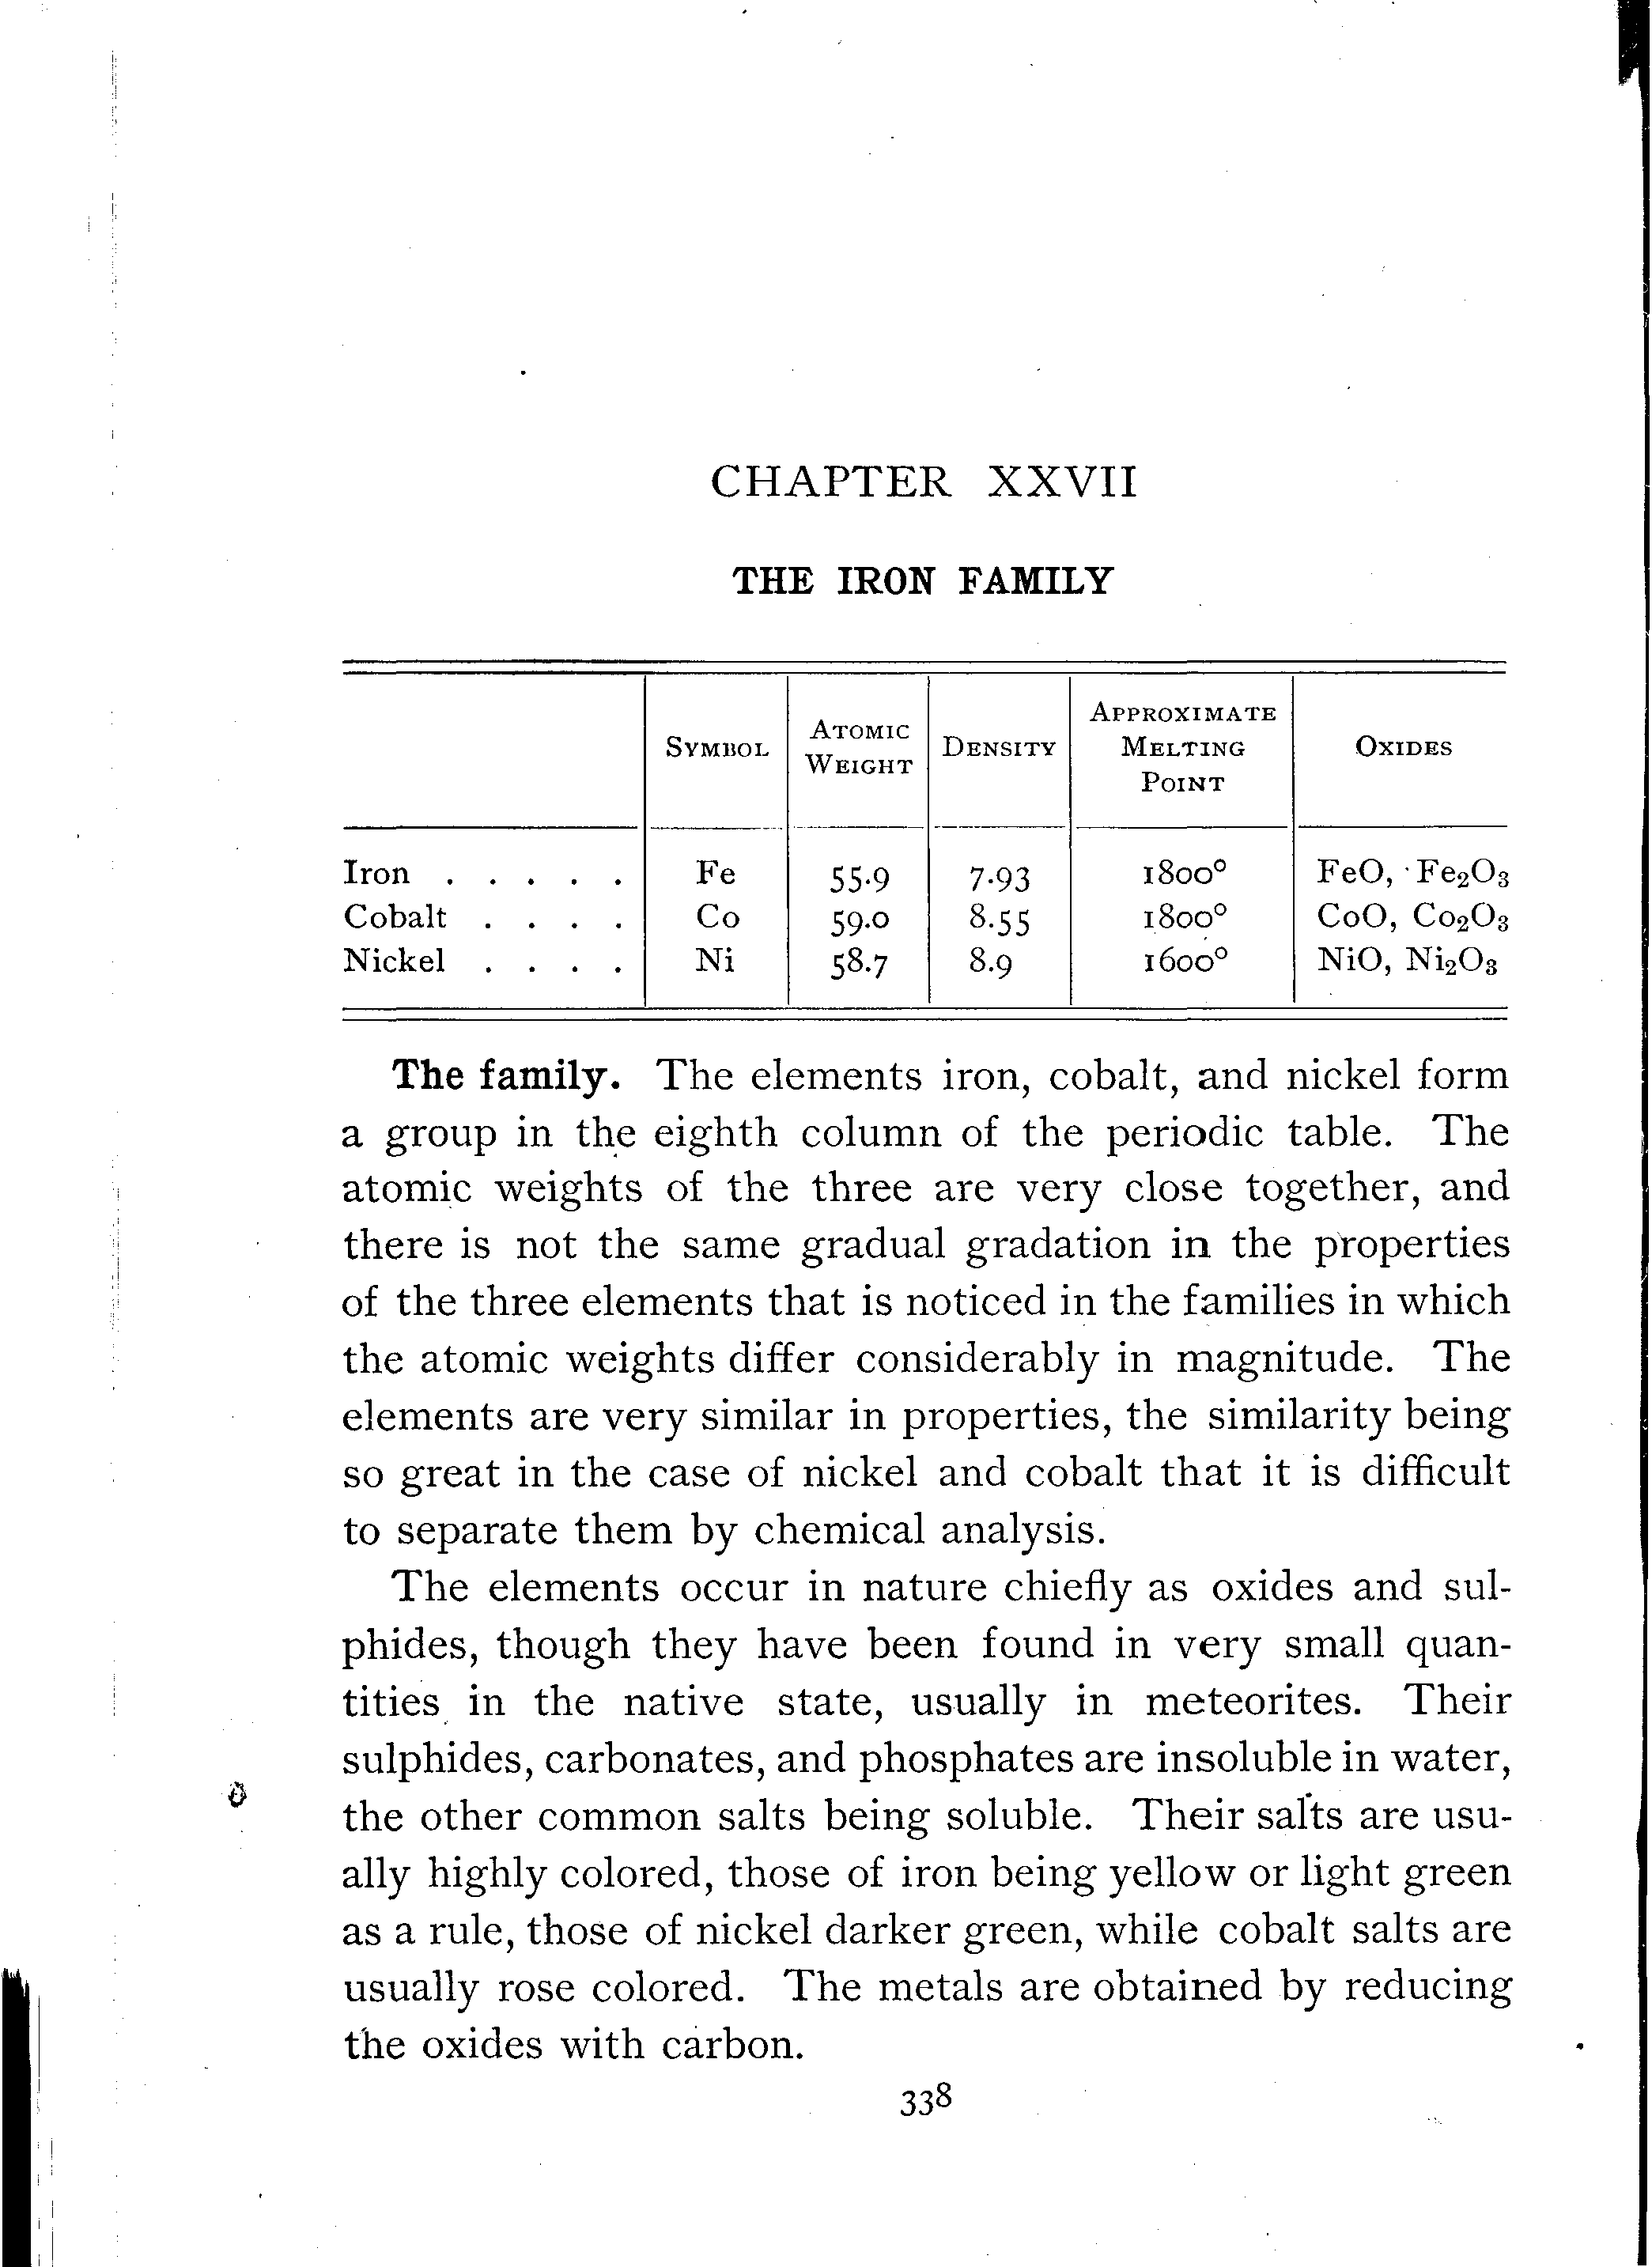 CHAPTER XXVII
THE IRON FAMILY
SYMBOL ATOMIC WEIGHT DENSITY APPROXIMATE MELTING POINT OXIDES
Iron . . . . . Fe 55.9 7.93 1800° FeO, Fe₂O₃
Cobalt . . . . Co 59.0 8.55 1800° CoO, Co₂O₃
Nickel . . . . Ni 58.7 8.9 1600° NiO, Ni₂O₃
The family. The elements iron, cobalt, and nickel form
a group in the eighth column of the periodic table. The
atomic weights of the three are very close together, and
there is not the same gradual gradation in the properties
of the three elements that is noticed in the families in which
the atomic weights differ considerably in magnitude. The
elements are very similar in properties, the similarity being
so great in the case of nickel and cobalt that it is difficult
to separate them by chemical analysis.
The elements occur in nature chiefly as oxides and sul-
phides, though they have been found in very small quan-
tities in the native state, usually in meteorites. Their
sulphides, carbonates, and phosphates are insoluble in water,
the other common salts being soluble. Their salts are usu-
ally highly colored, those of iron being yellow or light green
as a rule, those of nickel darker green, while cobalt salts are
usually rose colored. The metals are obtained by reducing
the oxides with carbon.
338